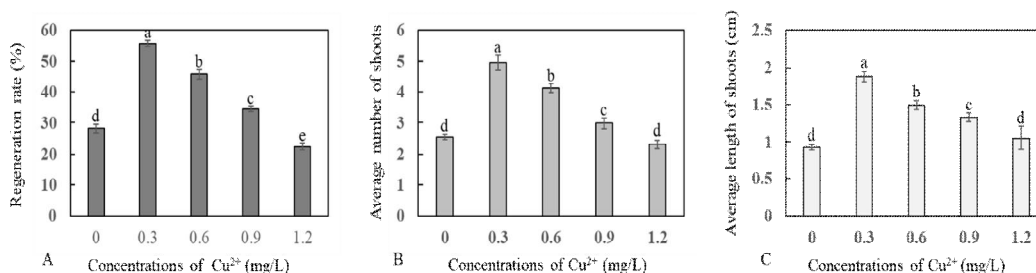 Regeneration rate (%)
60
50
40
30
20
10
0
d
a
b
c
e
0 0.3 0.6 0.9 1.2
A Concentrations of Cu²⁺ (mg/L)
Average number of shoots
6
5
4
3
2
1
0
d
a
b
c
d
0 0.3 0.6 0.9 1.2
B Concentrations of Cu²⁺ (mg/L)
Average length of shoots (cm)
2.5
2
1.5
1
0.5
0
d
a
b
c
d
0 0.3 0.6 0.9 1.2
C Concentrations of Cu²⁺ (mg/L)